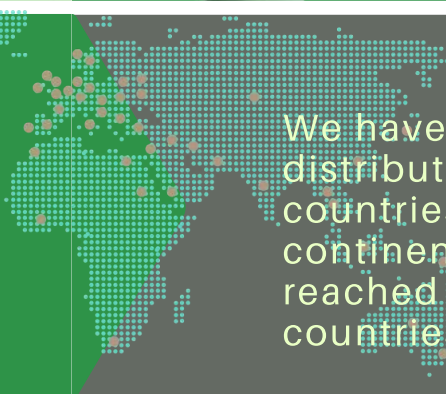 We have
distribut
countrie
continen
reached
countrie